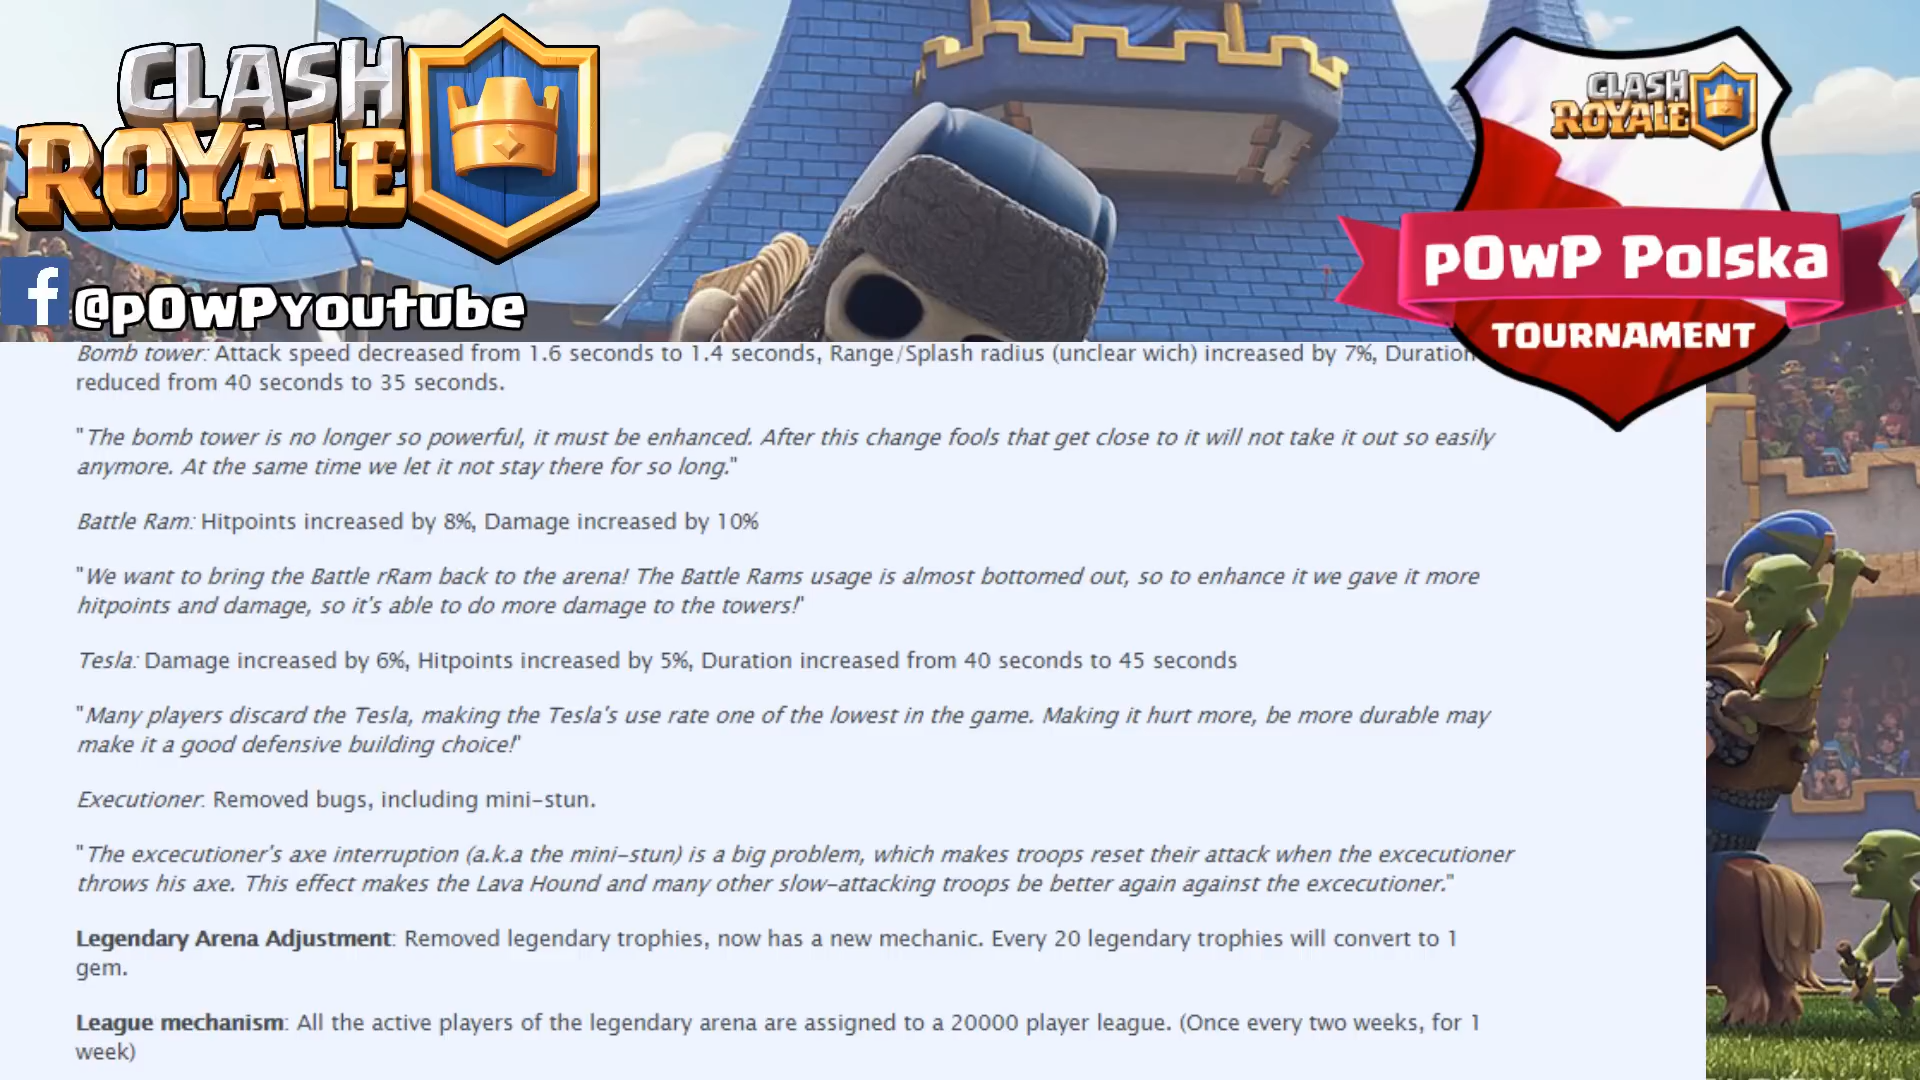 CLASH
ROYALE
f @pOwPYoutube
CLASH
ROYALE
pOwP Polska
TOURNAMENT
Bomb tower: Attack speed decreased from 1.6 seconds to 1.4 seconds, Range/Splash radius (unclear wich) increased by 7%, Duration
reduced from 40 seconds to 35 seconds.
"The bomb tower is no longer so powerful, it must be enhanced. After this change fools that get close to it will not take it out so easily
anymore. At the same time we let it not stay there for so long."
Battle Ram: Hitpoints increased by 8%, Damage increased by 10%
"We want to bring the Battle rRam back to the arena! The Battle Rams usage is almost bottomed out, so to enhance it we gave it more
hitpoints and damage, so it's able to do more damage to the towers!"
Tesla: Damage increased by 6%, Hitpoints increased by 5%, Duration increased from 40 seconds to 45 seconds
"Many players discard the Tesla, making the Tesla's use rate one of the lowest in the game. Making it hurt more, be more durable may
make it a good defensive building choice!"
Executioner: Removed bugs, including mini-stun.
"The excecutioner's axe interruption (a.k.a the mini-stun) is a big problem, which makes troops reset their attack when the excecutioner
throws his axe. This effect makes the Lava Hound and many other slow-attacking troops be better again against the excecutioner."
Legendary Arena Adjustment: Removed legendary trophies, now has a new mechanic. Every 20 legendary trophies will convert to 1
gem.
League mechanism: All the active players of the legendary arena are assigned to a 20000 player league. (Once every two weeks, for 1
week)